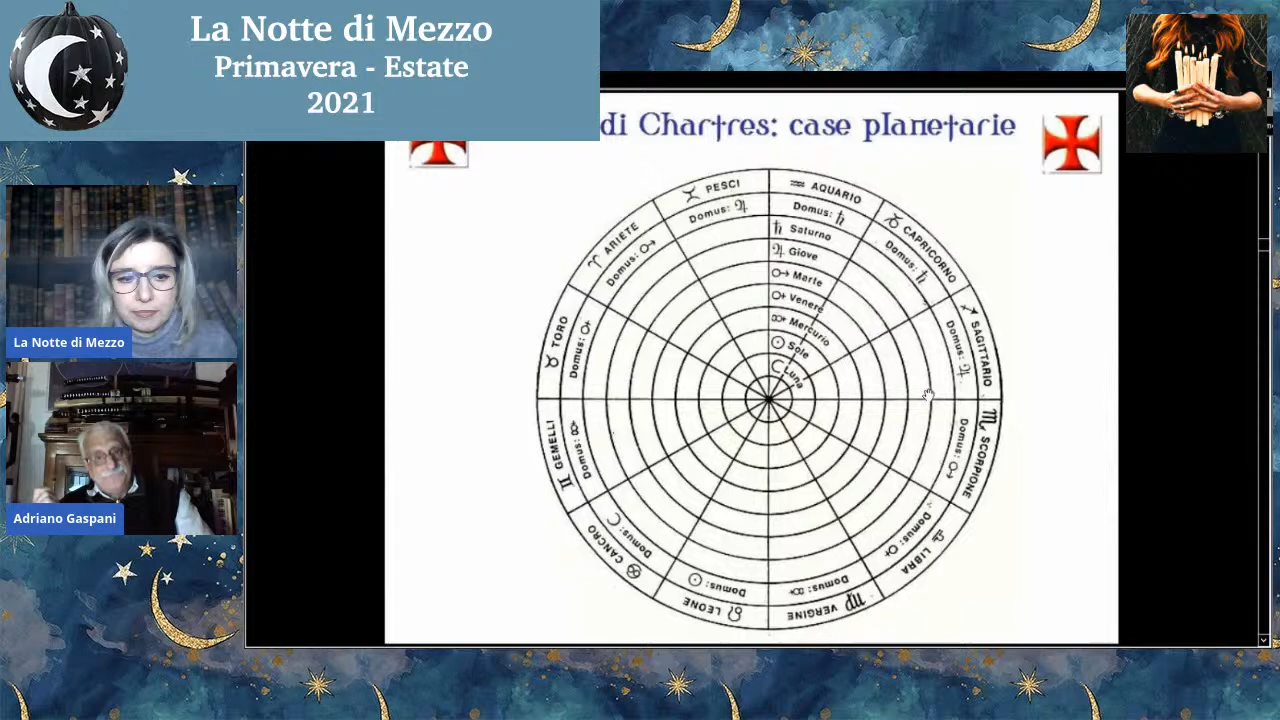 La Notte di Mezzo
Primavera - Estate
2021
di Chartres: case planetarie
La Notte di Mezzo
Adriano Gaspani
♓ PESCI
Domus: ♃
♒ AQUARIO
Domus: ♄
♑ CAPRICORNO
Domus: ♄
♐ SAGITTARIO
Domus: ♃
♏ SCORPIONE
Domus: ♂
♎ LIBRA
Domus: ♀
♍ VERGINE
Domus: ☿
♌ LEONE
Domus: ☉
♋ CANCRO
Domus: ☾
♊ GEMELLI
Domus: ☿
♉ TORO
Domus: ♀
♈ ARIETE
Domus: ♂
♄ Saturno
♃ Giove
♂ Marte
♀ Venere
☿ Mercurio
☉ Sole
☾ Luna